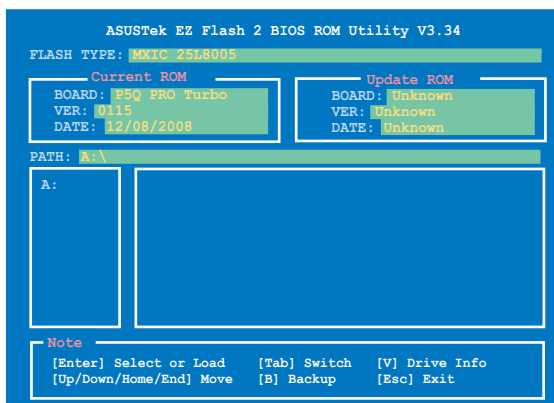 ASUSTek EZ Flash 2 BIOS ROM Utility V3.34
FLASH TYPE: MXIC 25L8005
Current ROM
BOARD: P5Q PRO Turbo
VER: 0115
DATE: 12/08/2008
Update ROM
BOARD: Unknown
VER: Unknown
DATE: Unknown
PATH: A:\
A:
Note
[Enter] Select or Load [Tab] Switch [V] Drive Info
[Up/Down/Home/End] Move [B] Backup [Esc] Exit